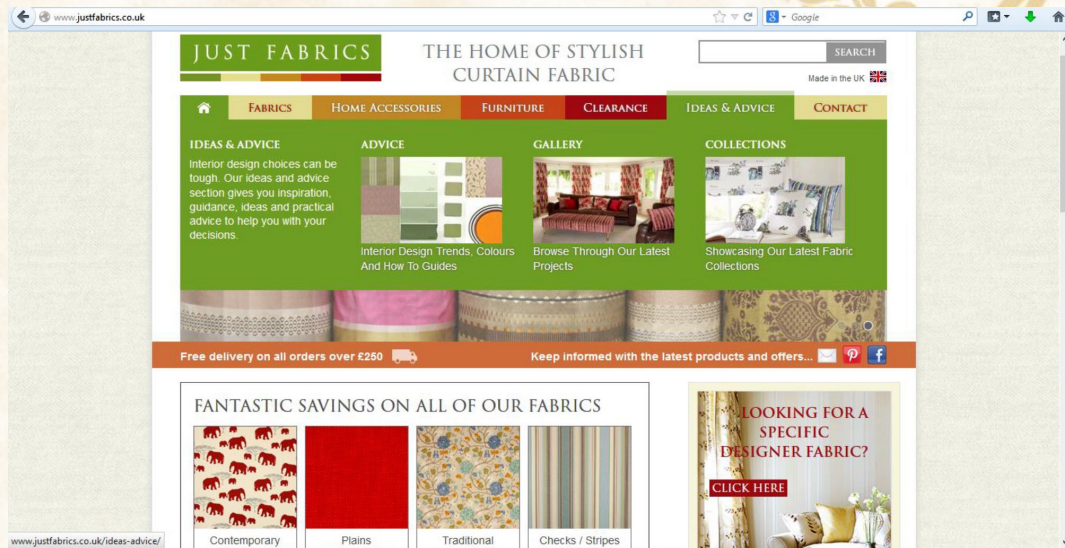 www.justfabrics.co.uk
Google
JUST FABRICS
THE HOME OF STYLISH
CURTAIN FABRIC
SEARCH
Made in the UK
FABRICS
HOME ACCESSORIES
FURNITURE
CLEARANCE
IDEAS & ADVICE
CONTACT
IDEAS & ADVICE
Interior design choices can be
tough. Our ideas and advice
section gives you inspiration,
guidance, ideas and practical
advice to help you with your
decisions.
ADVICE
Interior Design Trends, Colours
And How To Guides
GALLERY
Browse Through Our Latest
Projects
COLLECTIONS
Showcasing Our Latest Fabric
Collections
Free delivery on all orders over £250
Keep informed with the latest products and offers...
FANTASTIC SAVINGS ON ALL OF OUR FABRICS
Contemporary
Plains
Traditional
Checks / Stripes
LOOKING FOR A
SPECIFIC
DESIGNER FABRIC?
CLICK HERE
www.justfabrics.co.uk/ideas-advice/